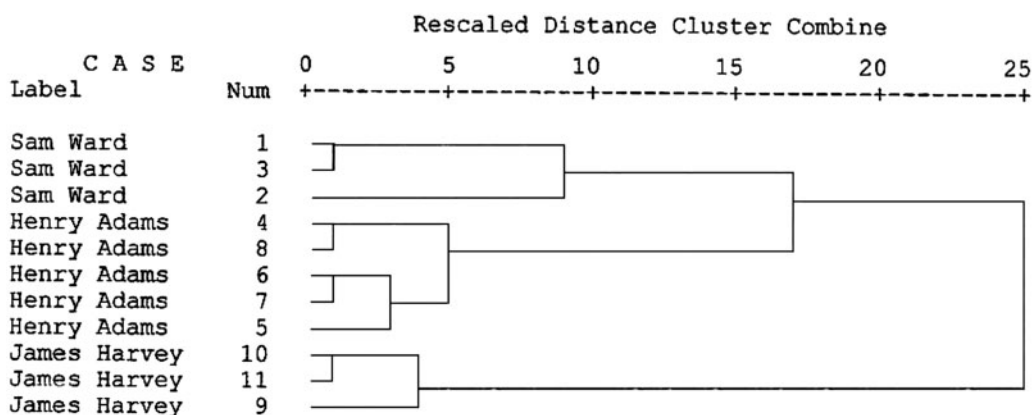 Rescaled Distance Cluster Combine
C A S E 0 5 10 15 20 25
Label Num +---------+---------+---------+---------+---------+
Sam Ward 1
Sam Ward 3
Sam Ward 2
Henry Adams 4
Henry Adams 8
Henry Adams 6
Henry Adams 7
Henry Adams 5
James Harvey 10
James Harvey 11
James Harvey 9